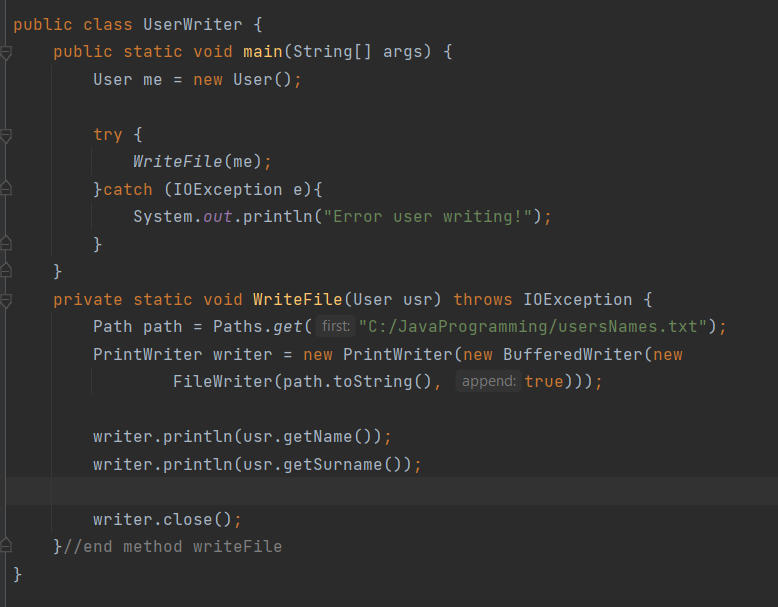 public class UserWriter {
public static void main(String[] args) {
User me = new User();
try {
WriteFile(me);
}catch (IOException e){
System.out.println("Error user writing!");
}
}
private static void WriteFile(User usr) throws IOException {
Path path = Paths.get( first: "C:/JavaProgramming/usersNames.txt");
PrintWriter writer = new PrintWriter(new BufferedWriter(new
FileWriter(path.toString(), append: true)));
writer.println(usr.getName());
writer.println(usr.getSurname());
writer.close();
}//end method writeFile
}